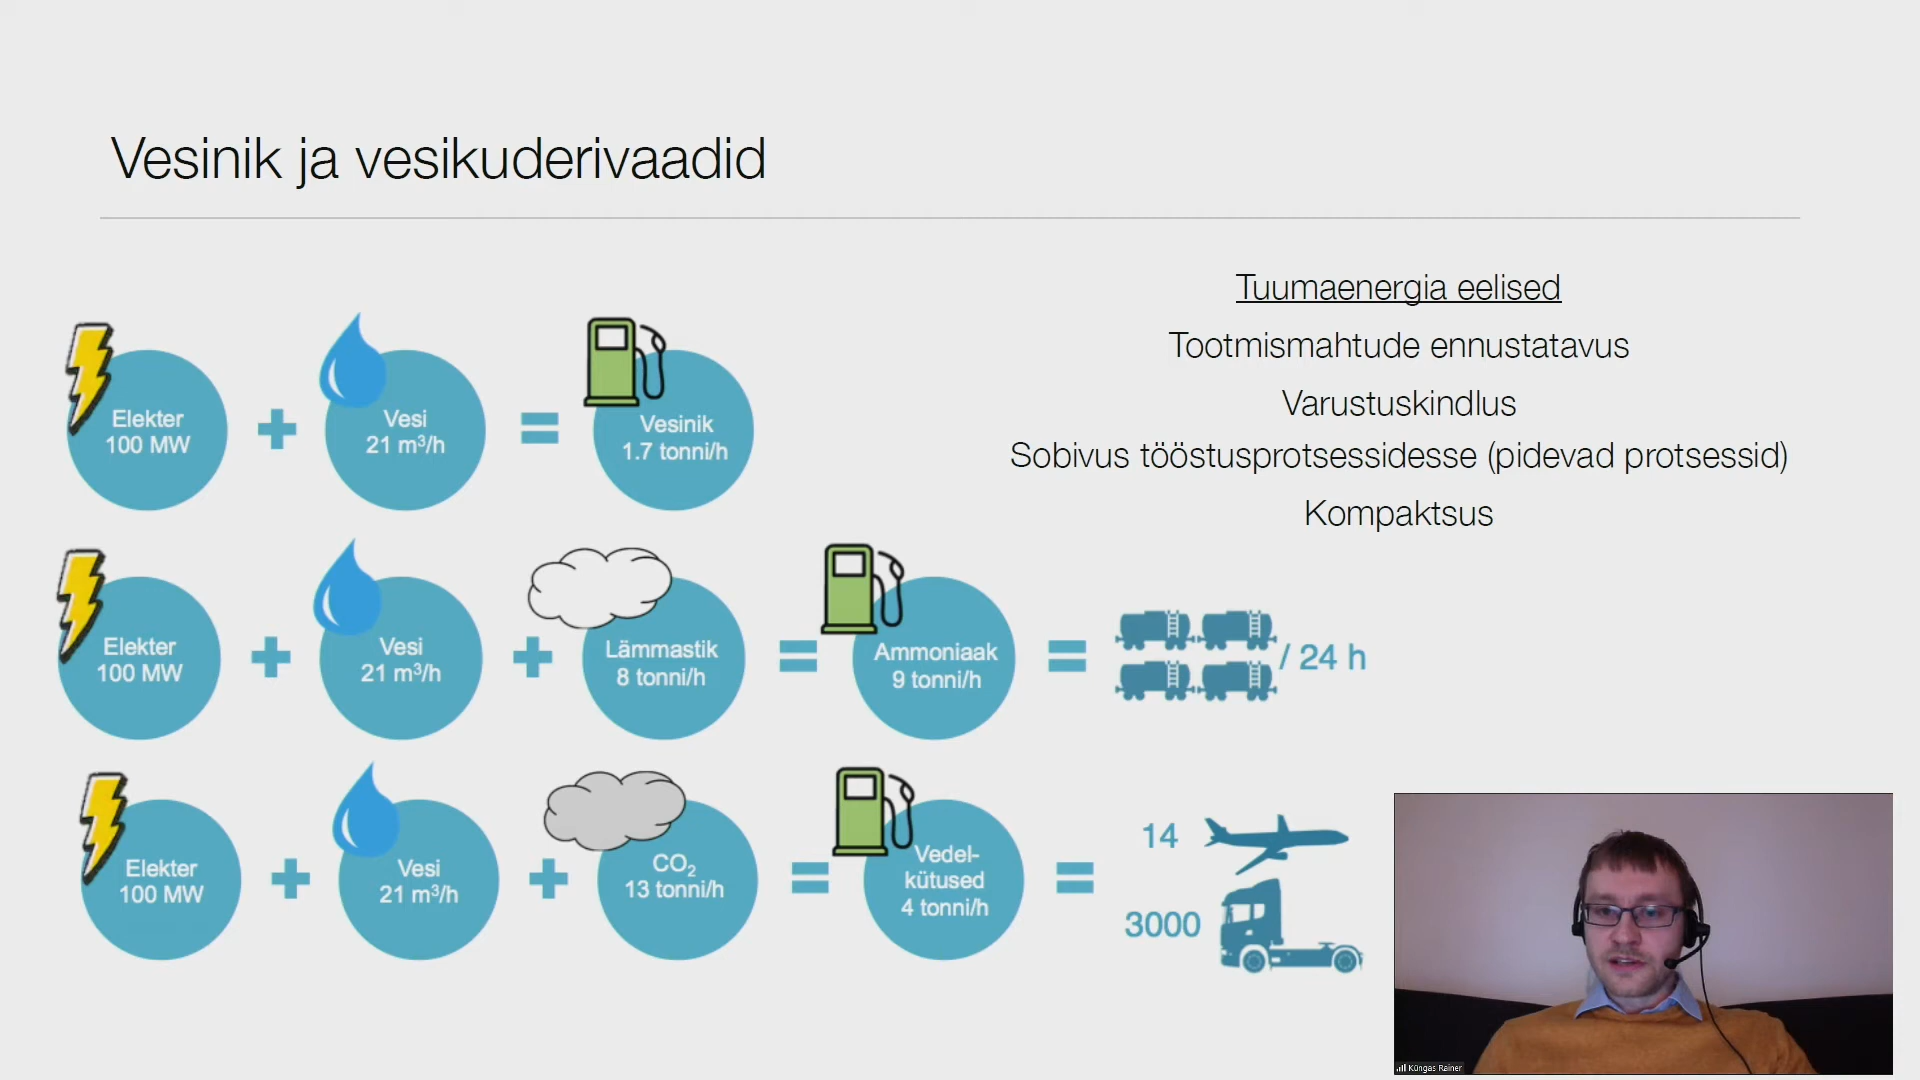 Vesinik ja vesikuderivaadid
Tuumaenergia eelised
Tootmismahtude ennustatavus
Varustuskindlus
Sobivus tööstusprotsessidesse (pidevad protsessid)
Kompaktsus
Elekter
100 MW
+
Vesi
21 m³/h
=
Vesinik
1.7 tonni/h
Elekter
100 MW
+
Vesi
21 m³/h
+
Lämmastik
8 tonni/h
=
Ammoniaak
9 tonni/h
=
/ 24 h
Elekter
100 MW
+
Vesi
21 m³/h
+
CO₂
13 tonni/h
=
Vedel-
kütused
4 tonni/h
=
14
3000
Küngas Rainer